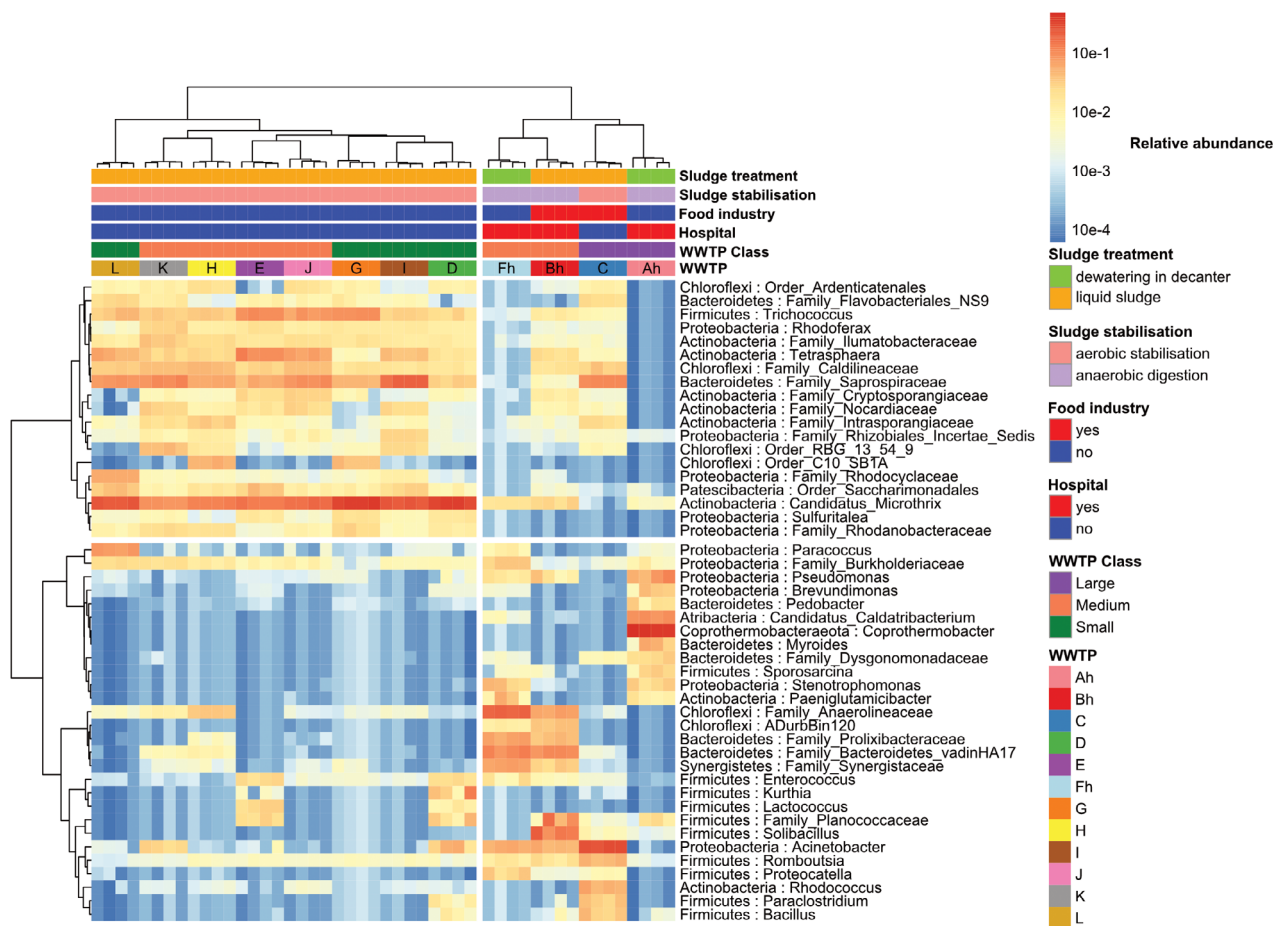 10e-1
10e-2
10e-3
10e-4
Relative abundance
Sludge treatment
Sludge stabilisation
Food industry
Hospital
WWTP Class
WWTP
L K H E J G I D Fh Bh C Ah
Chloroflexi : Order_Ardenticatenales
Bacteroidetes : Family_Flavobacteriales_NS9
Firmicutes : Trichococcus
Proteobacteria : Rhodoferax
Actinobacteria : Family_Ilumatobacteraceae
Actinobacteria : Tetrasphaera
Chloroflexi : Family_Caldilineaceae
Bacteroidetes : Family_Saprospiraceae
Actinobacteria : Family_Cryptosporangiaceae
Actinobacteria : Family_Nocardiaceae
Actinobacteria : Family_Intrasporangiaceae
Proteobacteria : Family_Rhizobiales_Incertae_Sedis
Chloroflexi : Order_RBG_13_54_9
Chloroflexi : Order_C10_SB1A
Proteobacteria : Family_Rhodocyclaceae
Patescibacteria : Order_Saccharimonadales
Actinobacteria : Candidatus_Microthrix
Proteobacteria : Sulfuritalea
Proteobacteria : Family_Rhodanobacteraceae
Proteobacteria : Paracoccus
Proteobacteria : Family_Burkholderiaceae
Proteobacteria : Pseudomonas
Proteobacteria : Brevundimonas
Bacteroidetes : Pedobacter
Atribacteria : Candidatus_Caldatribacterium
Coprothermobacteraeota : Coprothermobacter
Bacteroidetes : Myroides
Bacteroidetes : Family_Dysgonomonadaceae
Firmicutes : Sporosarcina
Proteobacteria : Stenotrophomonas
Actinobacteria : Paeniglutamicibacter
Chloroflexi : Family_Anaerolineaceae
Chloroflexi : ADurbBin120
Bacteroidetes : Family_Prolixibacteraceae
Bacteroidetes : Family_Bacteroidetes_vadinHA17
Synergistetes : Family_Synergistaceae
Firmicutes : Enterococcus
Firmicutes : Kurthia
Firmicutes : Lactococcus
Firmicutes : Family_Planococcaceae
Firmicutes : Solibacillus
Proteobacteria : Acinetobacter
Firmicutes : Romboutsia
Firmicutes : Proteocatella
Actinobacteria : Rhodococcus
Firmicutes : Paraclostridium
Firmicutes : Bacillus
Sludge treatment
dewatering in decanter
liquid sludge
Sludge stabilisation
aerobic stabilisation
anaerobic digestion
Food industry
yes
no
Hospital
yes
no
WWTP Class
Large
Medium
Small
WWTP
Ah
Bh
C
D
E
Fh
G
H
I
J
K
L